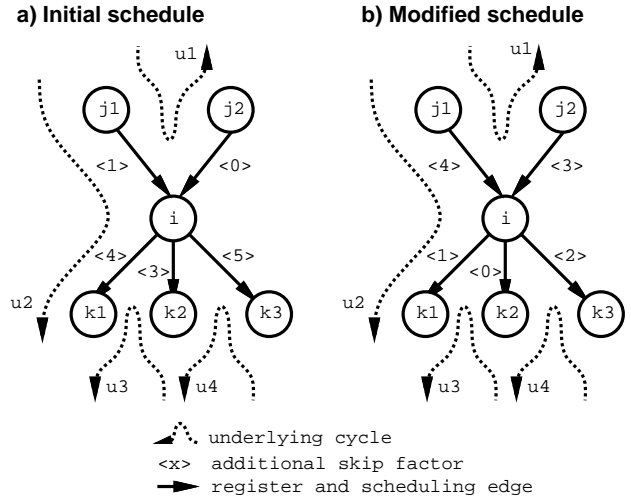 a) Initial schedule
b) Modified schedule
u1
u1
j1
j2
j1
j2
<1>
<0>
<4>
<3>
i
i
<4>
<3>
<5>
<1>
<0>
<2>
u2
k1
k2
k3
u2
k1
k2
k3
u3
u4
u3
u4
underlying cycle
<x> additional skip factor
register and scheduling edge